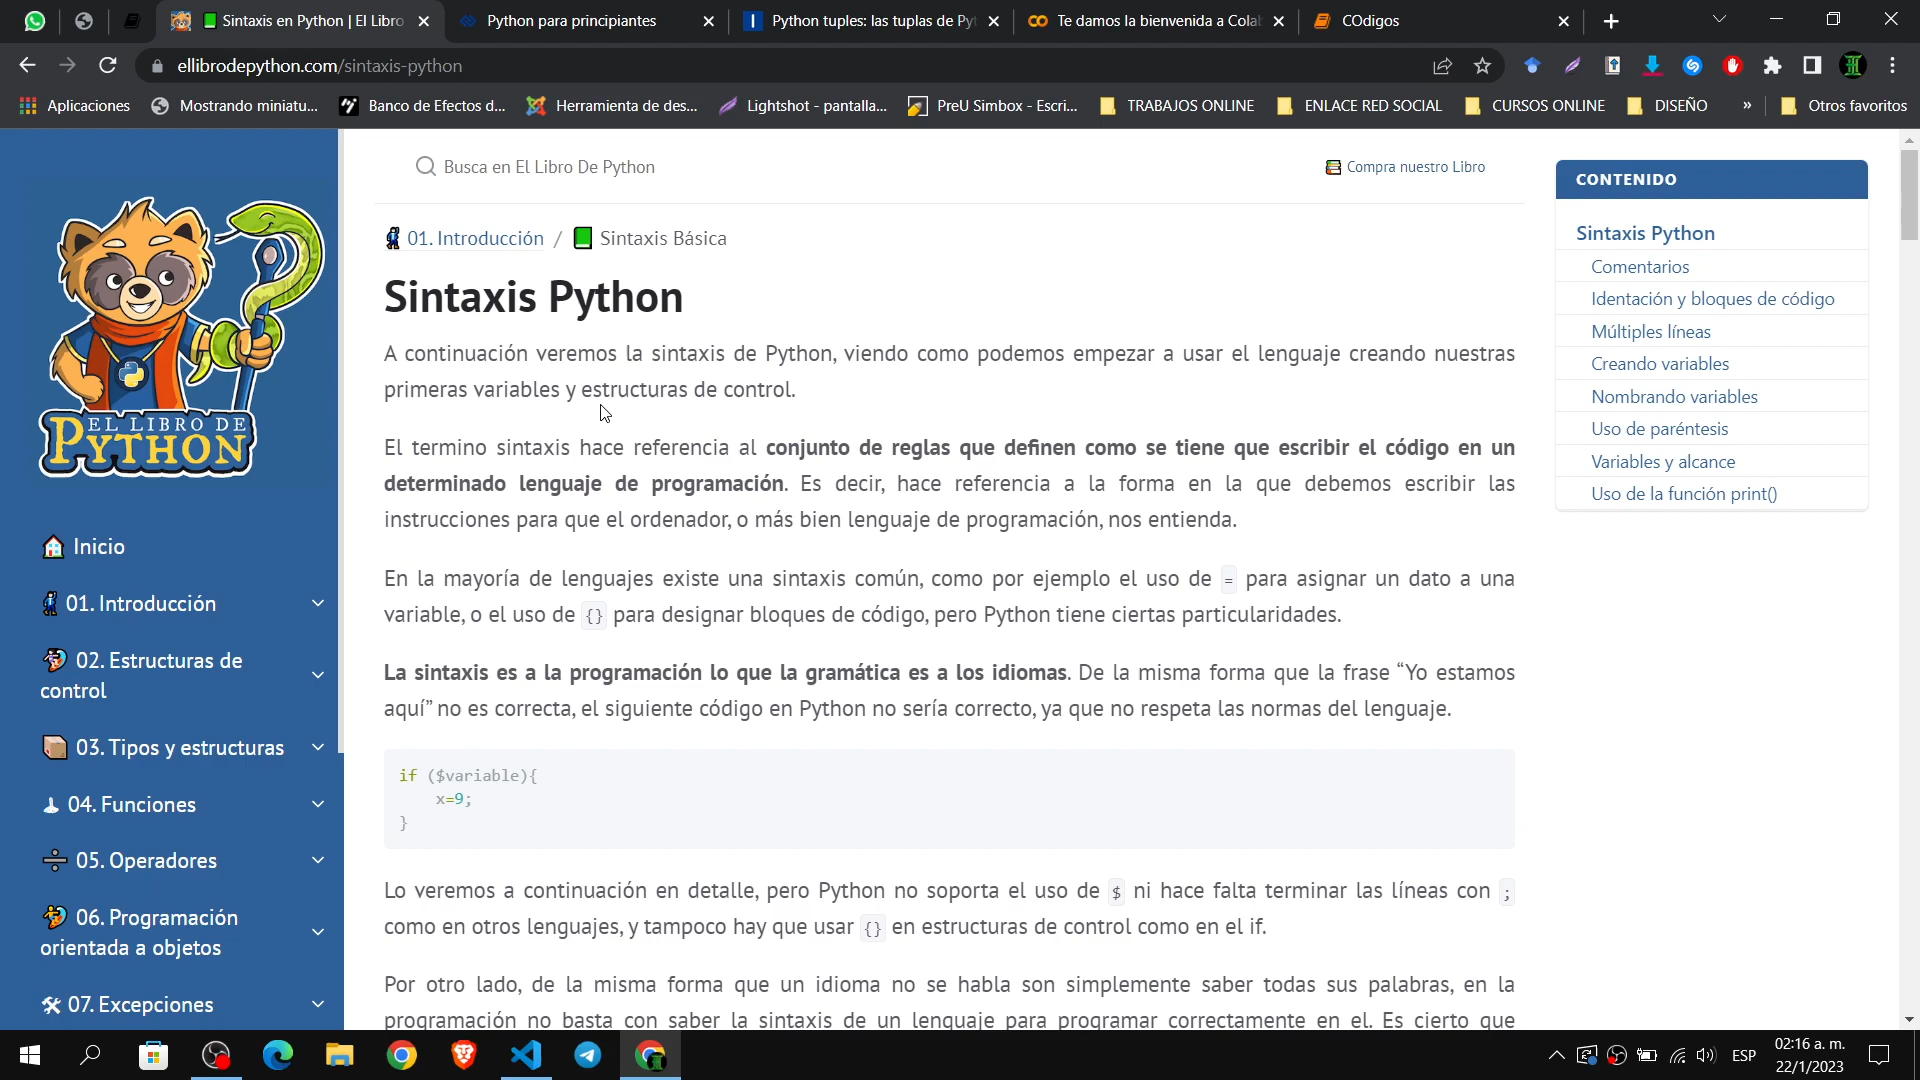 Sintaxis en Python | El Libro
Python para principiantes
Python tuples: las tuplas de Py
Te damos la bienvenida a Colab
COdigos
ellibrodepython.com/sintaxis-python
Aplicaciones
Mostrando miniatu...
Banco de Efectos d...
Herramienta de des...
Lightshot - pantalla...
PreU Simbox - Escri...
TRABAJOS ONLINE
ENLACE RED SOCIAL
CURSOS ONLINE
DISEÑO
»
Otros favoritos
EL LIBRO DE
PYTHON
Inicio
01. Introducción
02. Estructuras de
control
03. Tipos y estructuras
04. Funciones
05. Operadores
06. Programación
orientada a objetos
07. Excepciones
Busca en El Libro De Python
Compra nuestro Libro
01. Introducción / Sintaxis Básica
Sintaxis Python
A continuación veremos la sintaxis de Python, viendo como podemos empezar a usar el lenguaje creando nuestras
primeras variables y estructuras de control.
El termino sintaxis hace referencia al conjunto de reglas que definen como se tiene que escribir el código en un
determinado lenguaje de programación. Es decir, hace referencia a la forma en la que debemos escribir las
instrucciones para que el ordenador, o más bien lenguaje de programación, nos entienda.
En la mayoría de lenguajes existe una sintaxis común, como por ejemplo el uso de = para asignar un dato a una
variable, o el uso de {} para designar bloques de código, pero Python tiene ciertas particularidades.
La sintaxis es a la programación lo que la gramática es a los idiomas. De la misma forma que la frase “Yo estamos
aquí” no es correcta, el siguiente código en Python no sería correcto, ya que no respeta las normas del lenguaje.
if ($variable){
x=9;
}
Lo veremos a continuación en detalle, pero Python no soporta el uso de $ ni hace falta terminar las líneas con ;
como en otros lenguajes, y tampoco hay que usar {} en estructuras de control como en el if.
Por otro lado, de la misma forma que un idioma no se habla son simplemente saber todas sus palabras, en la
programación no basta con saber la sintaxis de un lenguaje para programar correctamente en el. Es cierto que
CONTENIDO
Sintaxis Python
Comentarios
Identación y bloques de código
Múltiples líneas
Creando variables
Nombrando variables
Uso de paréntesis
Variables y alcance
Uso de la función print()
ESP
02:16 a. m.
22/1/2023